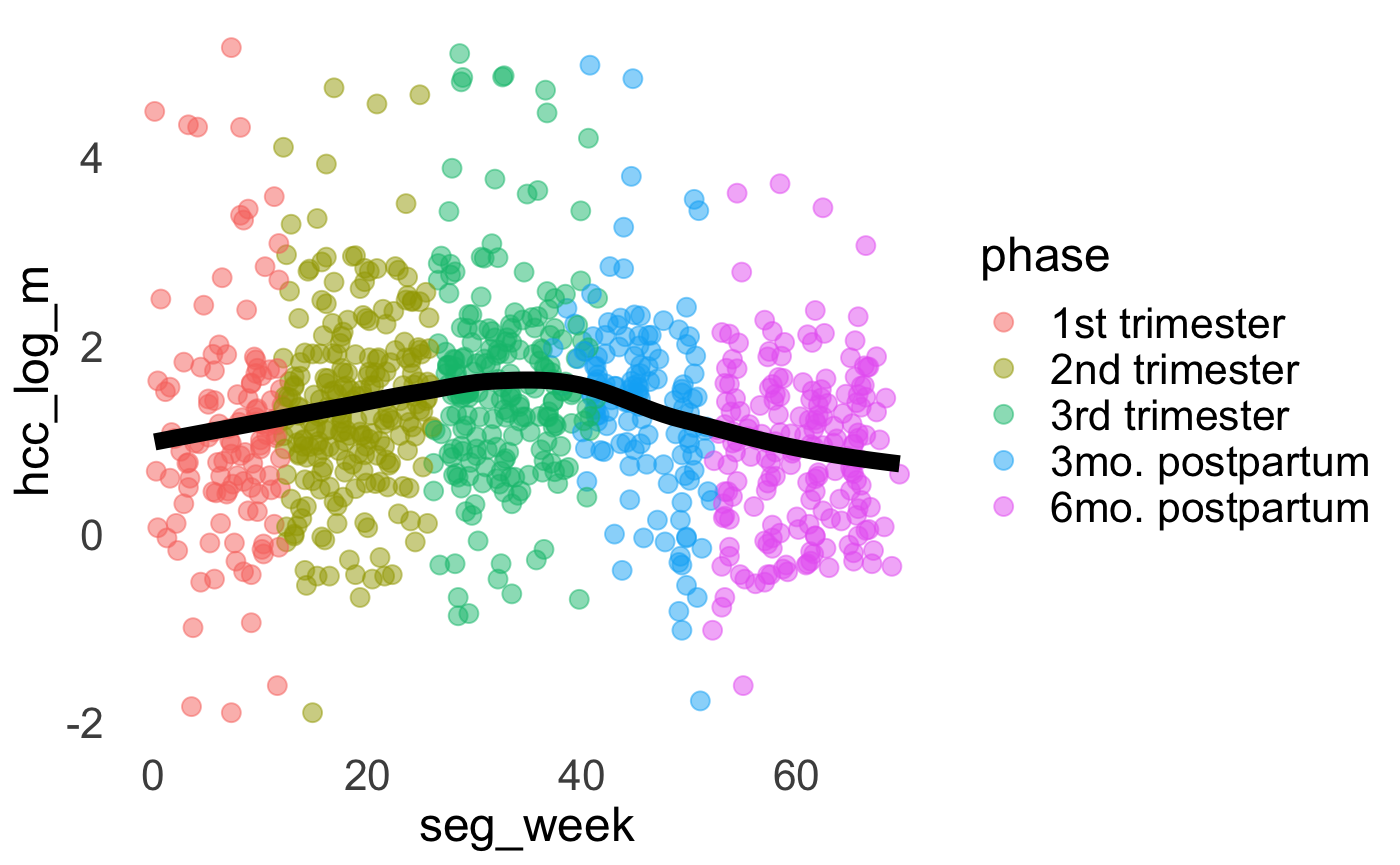 hcc_log_m
4
2
0
-2
0 20 40 60
seg_week
phase
1st trimester
2nd trimester
3rd trimester
3mo. postpartum
6mo. postpartum